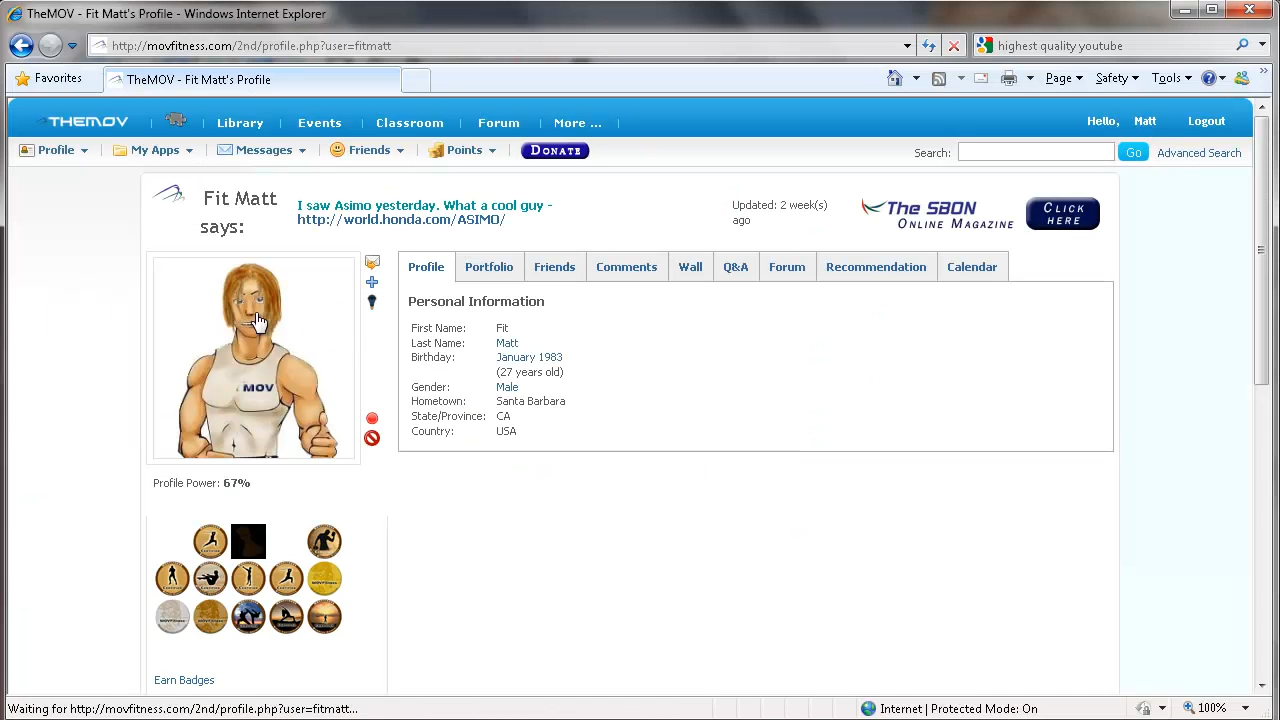 TheMOV - Fit Matt's Profile - Windows Internet Explorer
http://movfitness.com/2nd/profile.php?user=fitmatt
highest quality youtube
Favorites
TheMOV - Fit Matt's Profile
Page
Safety
Tools
THEMOV
Library
Events
Classroom
Forum
More ...
Hello, Matt
Logout
Profile
My Apps
Messages
Friends
Points
DONATE
Search:
Go
Advanced Search
Fit Matt
says:
I saw Asimo yesterday. What a cool guy -
http://world.honda.com/ASIMO/
Updated: 2 week(s)
ago
The SBON
ONLINE MAGAZINE
CLICK
HERE
MOV
Profile
Portfolio
Friends
Comments
Wall
Q&A
Forum
Recommendation
Calendar
Personal Information
First Name: Fit
Last Name: Matt
Birthday: January 1983
(27 years old)
Gender: Male
Hometown: Santa Barbara
State/Province: CA
Country: USA
Profile Power: 67%
Earn Badges
Waiting for http://movfitness.com/2nd/profile.php?user=fitmatt...
Internet | Protected Mode: On
100%